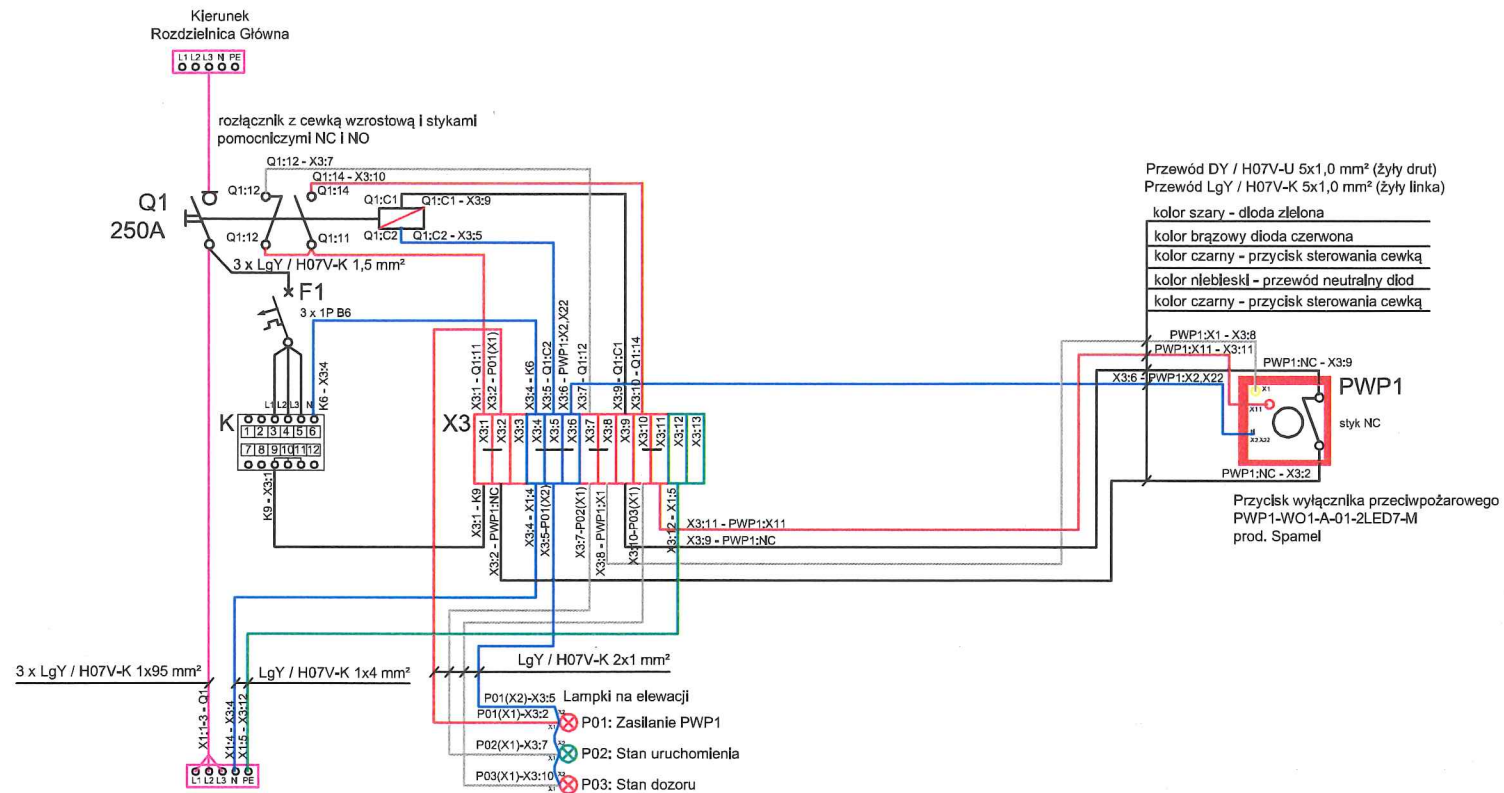 Kierunek
Rozdzielnica Główna
L1 L2 L3 N PE
rozłącznik z cewką wzrostową i stykami
pomocniczymi NC i NO
Q1:12 - X3:7
Q1:14 - X3:10
Q1:12
Q1:14
Q1:C1
Q1:C1 - X3:9
Q1
250A
Q1:12
Q1:11
Q1:C2
Q1:C2 - X3:5
3 x LgY / H07V-K 1,5 mm²
F1
3 x 1P B6
Przewód DY / H07V-U 5x1,0 mm² (żyły drut)
Przewód LgY / H07V-K 5x1,0 mm² (żyły linka)
kolor szary - dioda zielona
kolor brązowy dioda czerwona
kolor czarny - przycisk sterowania cewką
kolor niebieski - przewód neutralny diod
kolor czarny - przycisk sterowania cewką
K6 - X3:4
L1 L2 L3 N
K
1 2 3 4 5 6
7 8 9 10 11 12
K9 - X3:1
X3:1 - Q1:11
X3:2 - P01(X1)
X3:4 - K6
X3:5 - Q1:C2
X3:6 - PWP1:X2,X22
X3:7 - Q1:12
X3:9 - Q1:C1
X3:10 - Q1:14
X3
X3:1
X3:2
X3:3
X3:4
X3:5
X3:6
X3:7
X3:8
X3:9
X3:10
X3:11
X3:12
X3:13
X3:1 - K9
X3:2 - PWP1:NC
X3:4 - X1:4
X3:5-P01(X2)
X3:7-P02(X1)
X3:8 - PWP1:X1
X3:10-P03(X1)
X3:12 - X1:5
X3:11 - PWP1:X11
X3:9 - PWP1:NC
PWP1:X1 - X3:8
PWP1:X11 - X3:11
PWP1:NC - X3:9
X3:6 - PWP1:X2,X22
PWP1
X1
X11
N
X2X22
styk NC
PWP1:NC - X3:2
Przycisk wyłącznika przeciwpożarowego
PWP1-WO1-A-01-2LED7-M
prod. Spamel
3 x LgY / H07V-K 1x95 mm²
LgY / H07V-K 1x4 mm²
LgY / H07V-K 2x1 mm²
X1:1-3 - Q1
X1:4 - X3:4
X1:5 - X3:12
L1 L2 L3 N PE
P01(X2)-X3:5
Lampki na elewacji
P01(X1)-X3:2
X2
X1
P01: Zasilanie PWP1
P02(X1)-X3:7
X2
X1
P02: Stan uruchomienia
P03(X1)-X3:10
X2
X1
P03: Stan dozoru